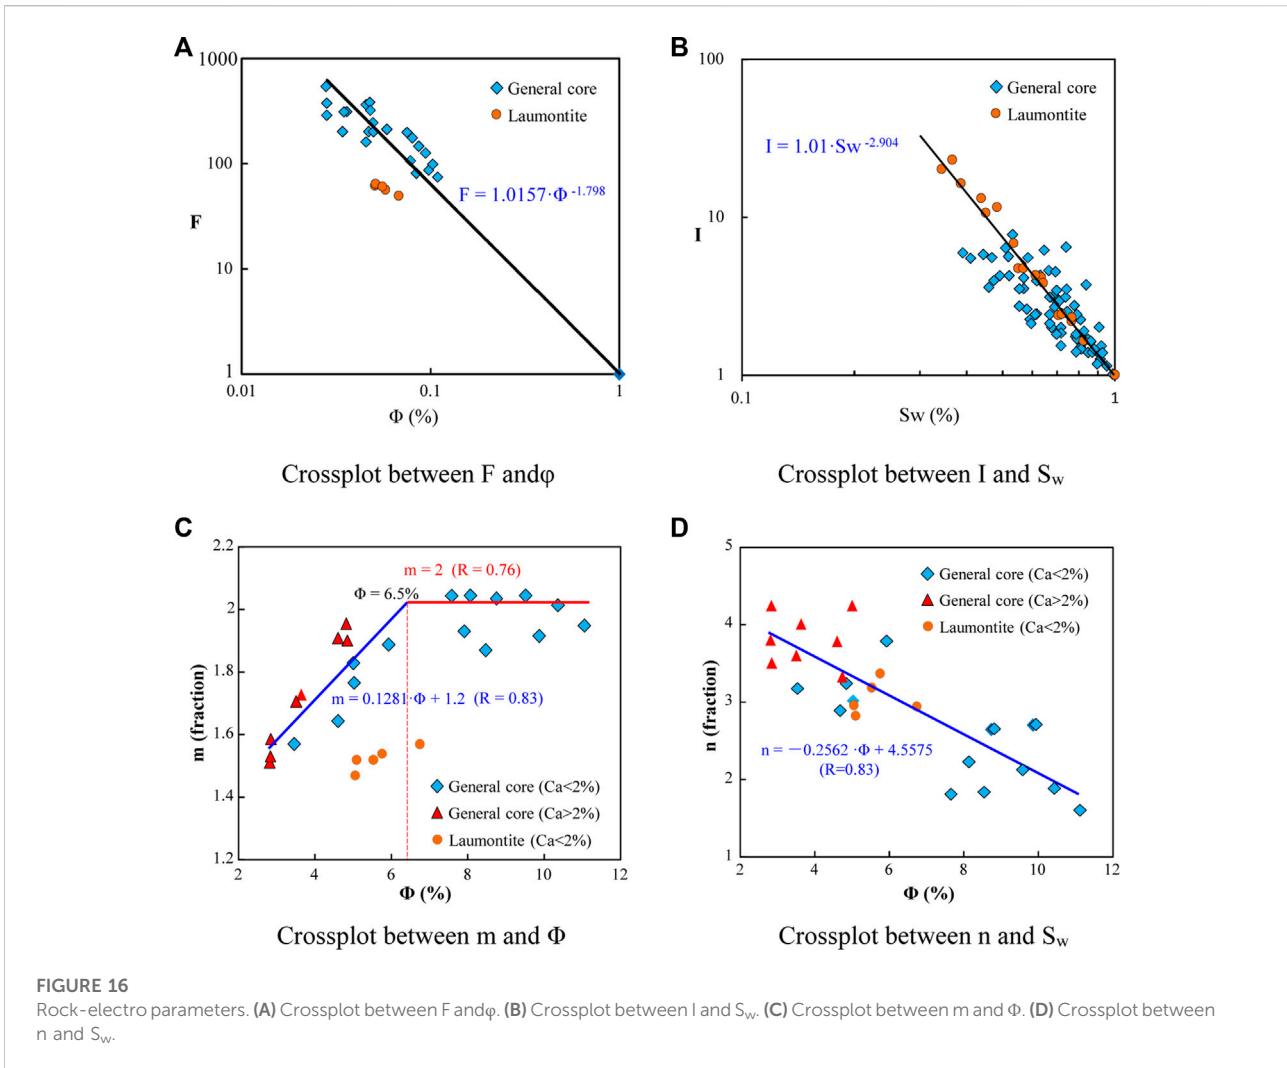 A
1000
100
10
1
F
General core
Laumontite
F = 1.0157·Φ -1.798
0.01
0.1
1
Φ (%)
Crossplot between F andφ
B
100
10
1
I
General core
Laumontite
I = 1.01·Sw -2.904
0.1
1
Sw (%)
Crossplot between I and Sw
C
2.2
2
1.8
1.6
1.4
1.2
m (fraction)
m = 2 (R = 0.76)
Φ = 6.5%
m = 0.1281·Φ + 1.2 (R = 0.83)
General core (Ca<2%)
General core (Ca>2%)
Laumontite (Ca<2%)
2
4
6
8
10
12
Φ (%)
Crossplot between m and Φ
D
5
4
3
2
1
n (fraction)
General core (Ca<2%)
General core (Ca>2%)
Laumontite (Ca<2%)
n = −0.2562 ·Φ + 4.5575
(R=0.83)
2
4
6
8
10
12
Φ (%)
Crossplot between n and Sw
FIGURE 16
Rock-electro parameters. (A) Crossplot between F andφ. (B) Crossplot between I and Sw. (C) Crossplot between m and Φ. (D) Crossplot between
n and Sw.